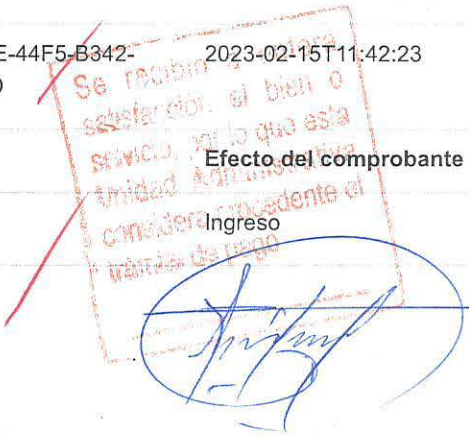 E-44F5-B342-
2023-02-15T11:42:23
Se recibió a entera
satisfacción, el bien o
servicio, por lo que esta
Unidad Administrativa
considera procedente el
trámite de pago
Efecto del comprobante
Ingreso